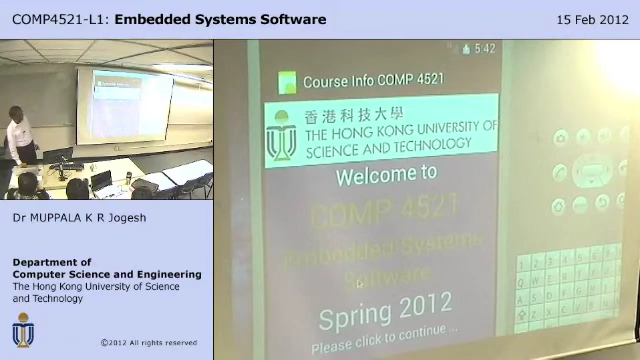 COMP4521-L1: Embedded Systems Software
15 Feb 2012
5:42
Course Info COMP 4521
香港科技大學
THE HONG KONG UNIVERSITY OF
SCIENCE AND TECHNOLOGY
Welcome to
COMP 4521
Embedded Systems
Software
Spring 2012
Please click to continue ...
Dr MUPPALA K R Jogesh
Department of
Computer Science and Engineering
The Hong Kong University of Science
and Technology
©2012 All rights reserved